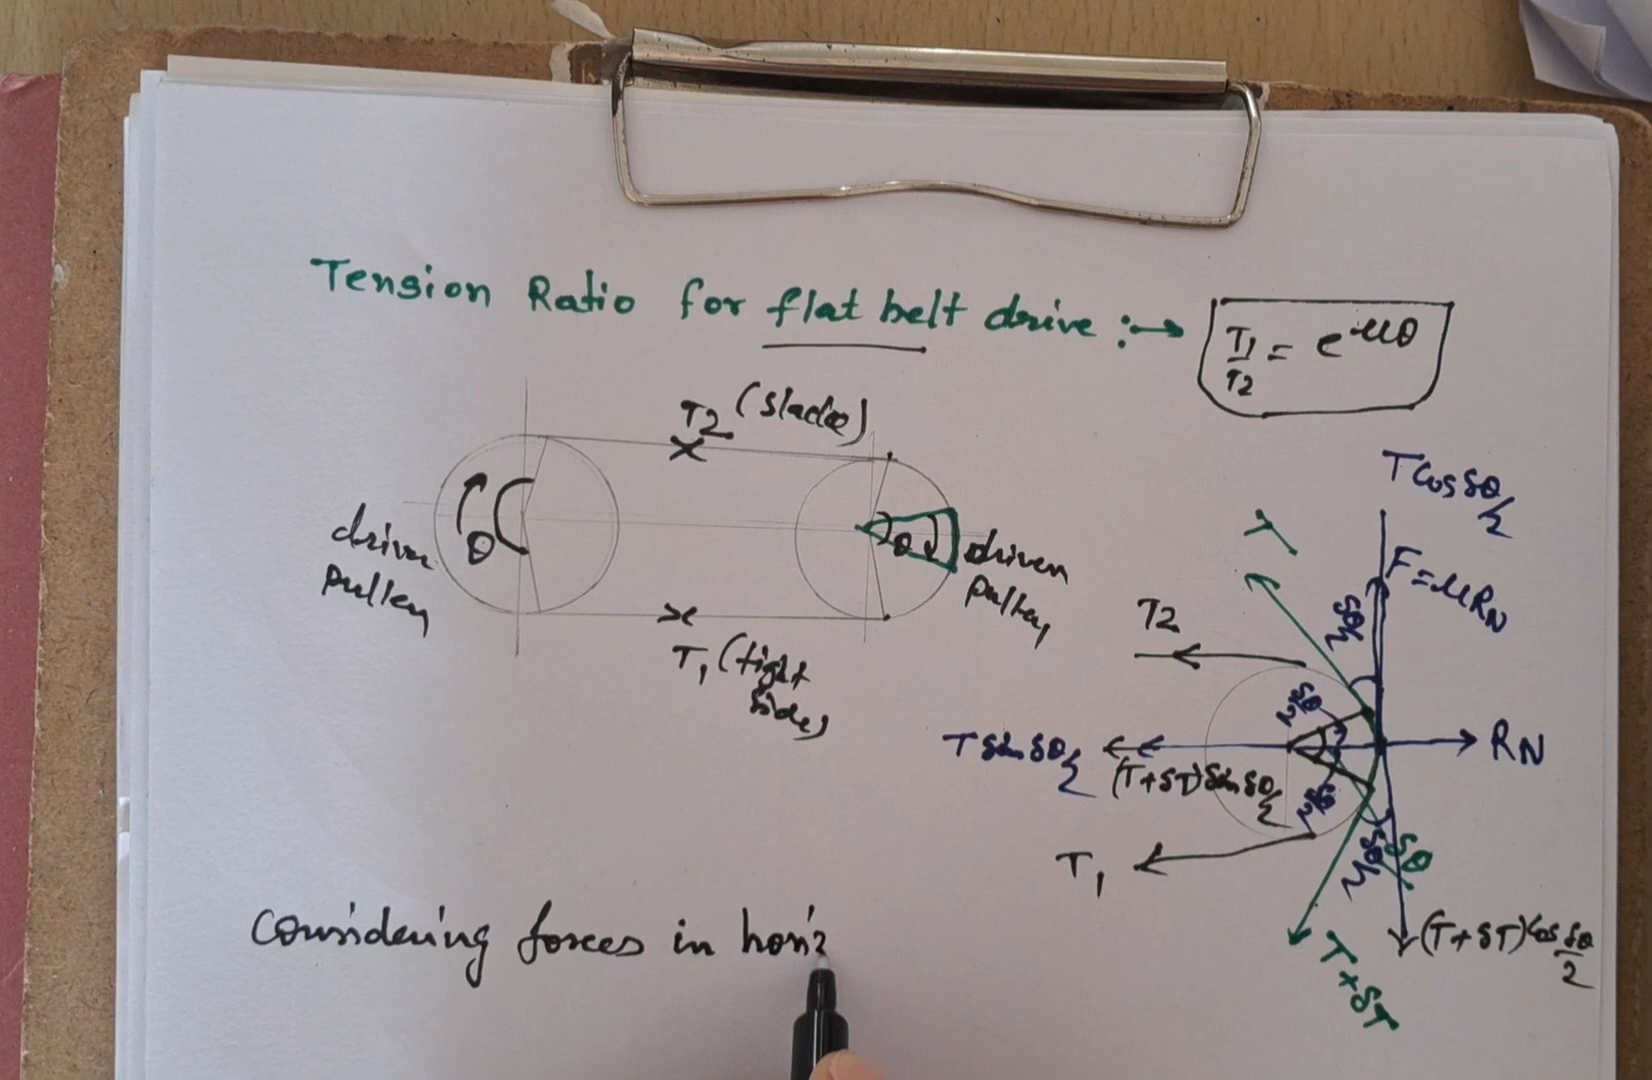 Tension Ratio for flat belt drive :→ T1/T2 = e^μθ
T2 (slack)
θ
driver
pulley
θ
driven
pulley
T1 (tight
side)
T cos δθ/2
T
F = μRN
δθ/2
T2
δθ/2
T sin δθ/2
RN
(T+δT) sin δθ/2
δθ/2
T1
δθ/2
δθ
(T+δT) cos δθ/2
T+δT
Considering forces in hori